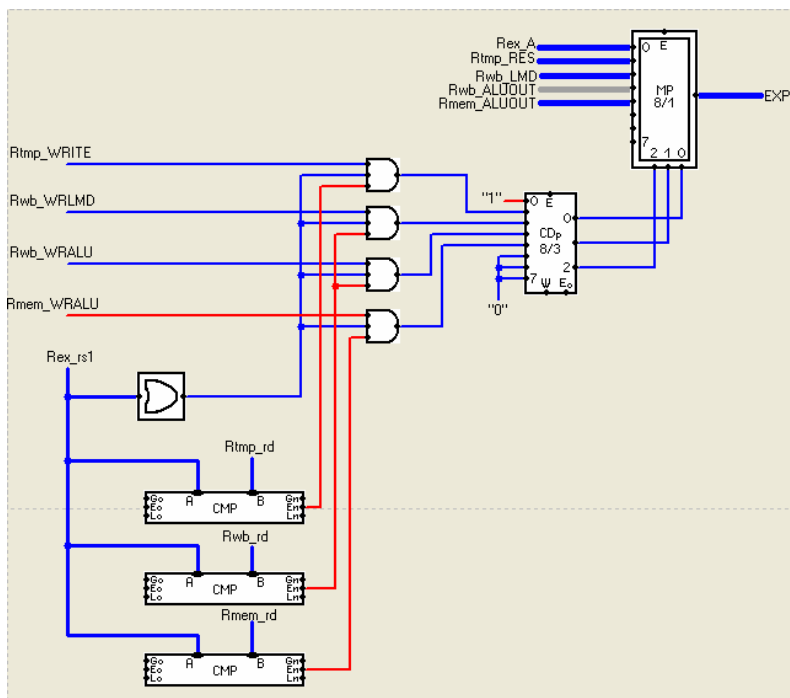 Rex_A
Rtmp_RES
Rwb_LMD
Rwb_ALUOUT
Rmem_ALUOUT
0 E
MP
8/1
7
2 1 0
EXP
Rtmp_WRITE
Rwb_WRLMD
Rwb_WRALU
Rmem_WRALU
"1"
0 E
CDp
8/3
0
2
7
W Eo
"0"
Rex_rs1
Rtmp_rd
Go A B Gn
Eo CMP En
Lo Ln
Rwb_rd
Go A B Gn
Eo CMP En
Lo Ln
Rmem_rd
Go A B Gn
Eo CMP En
Lo Ln